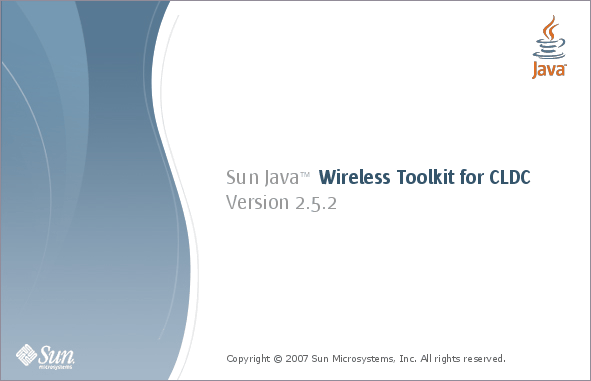 Java™
Sun Java™ Wireless Toolkit for CLDC
Version 2.5.2
Sun
microsystems
Copyright © 2007 Sun Microsystems, Inc. All rights reserved.